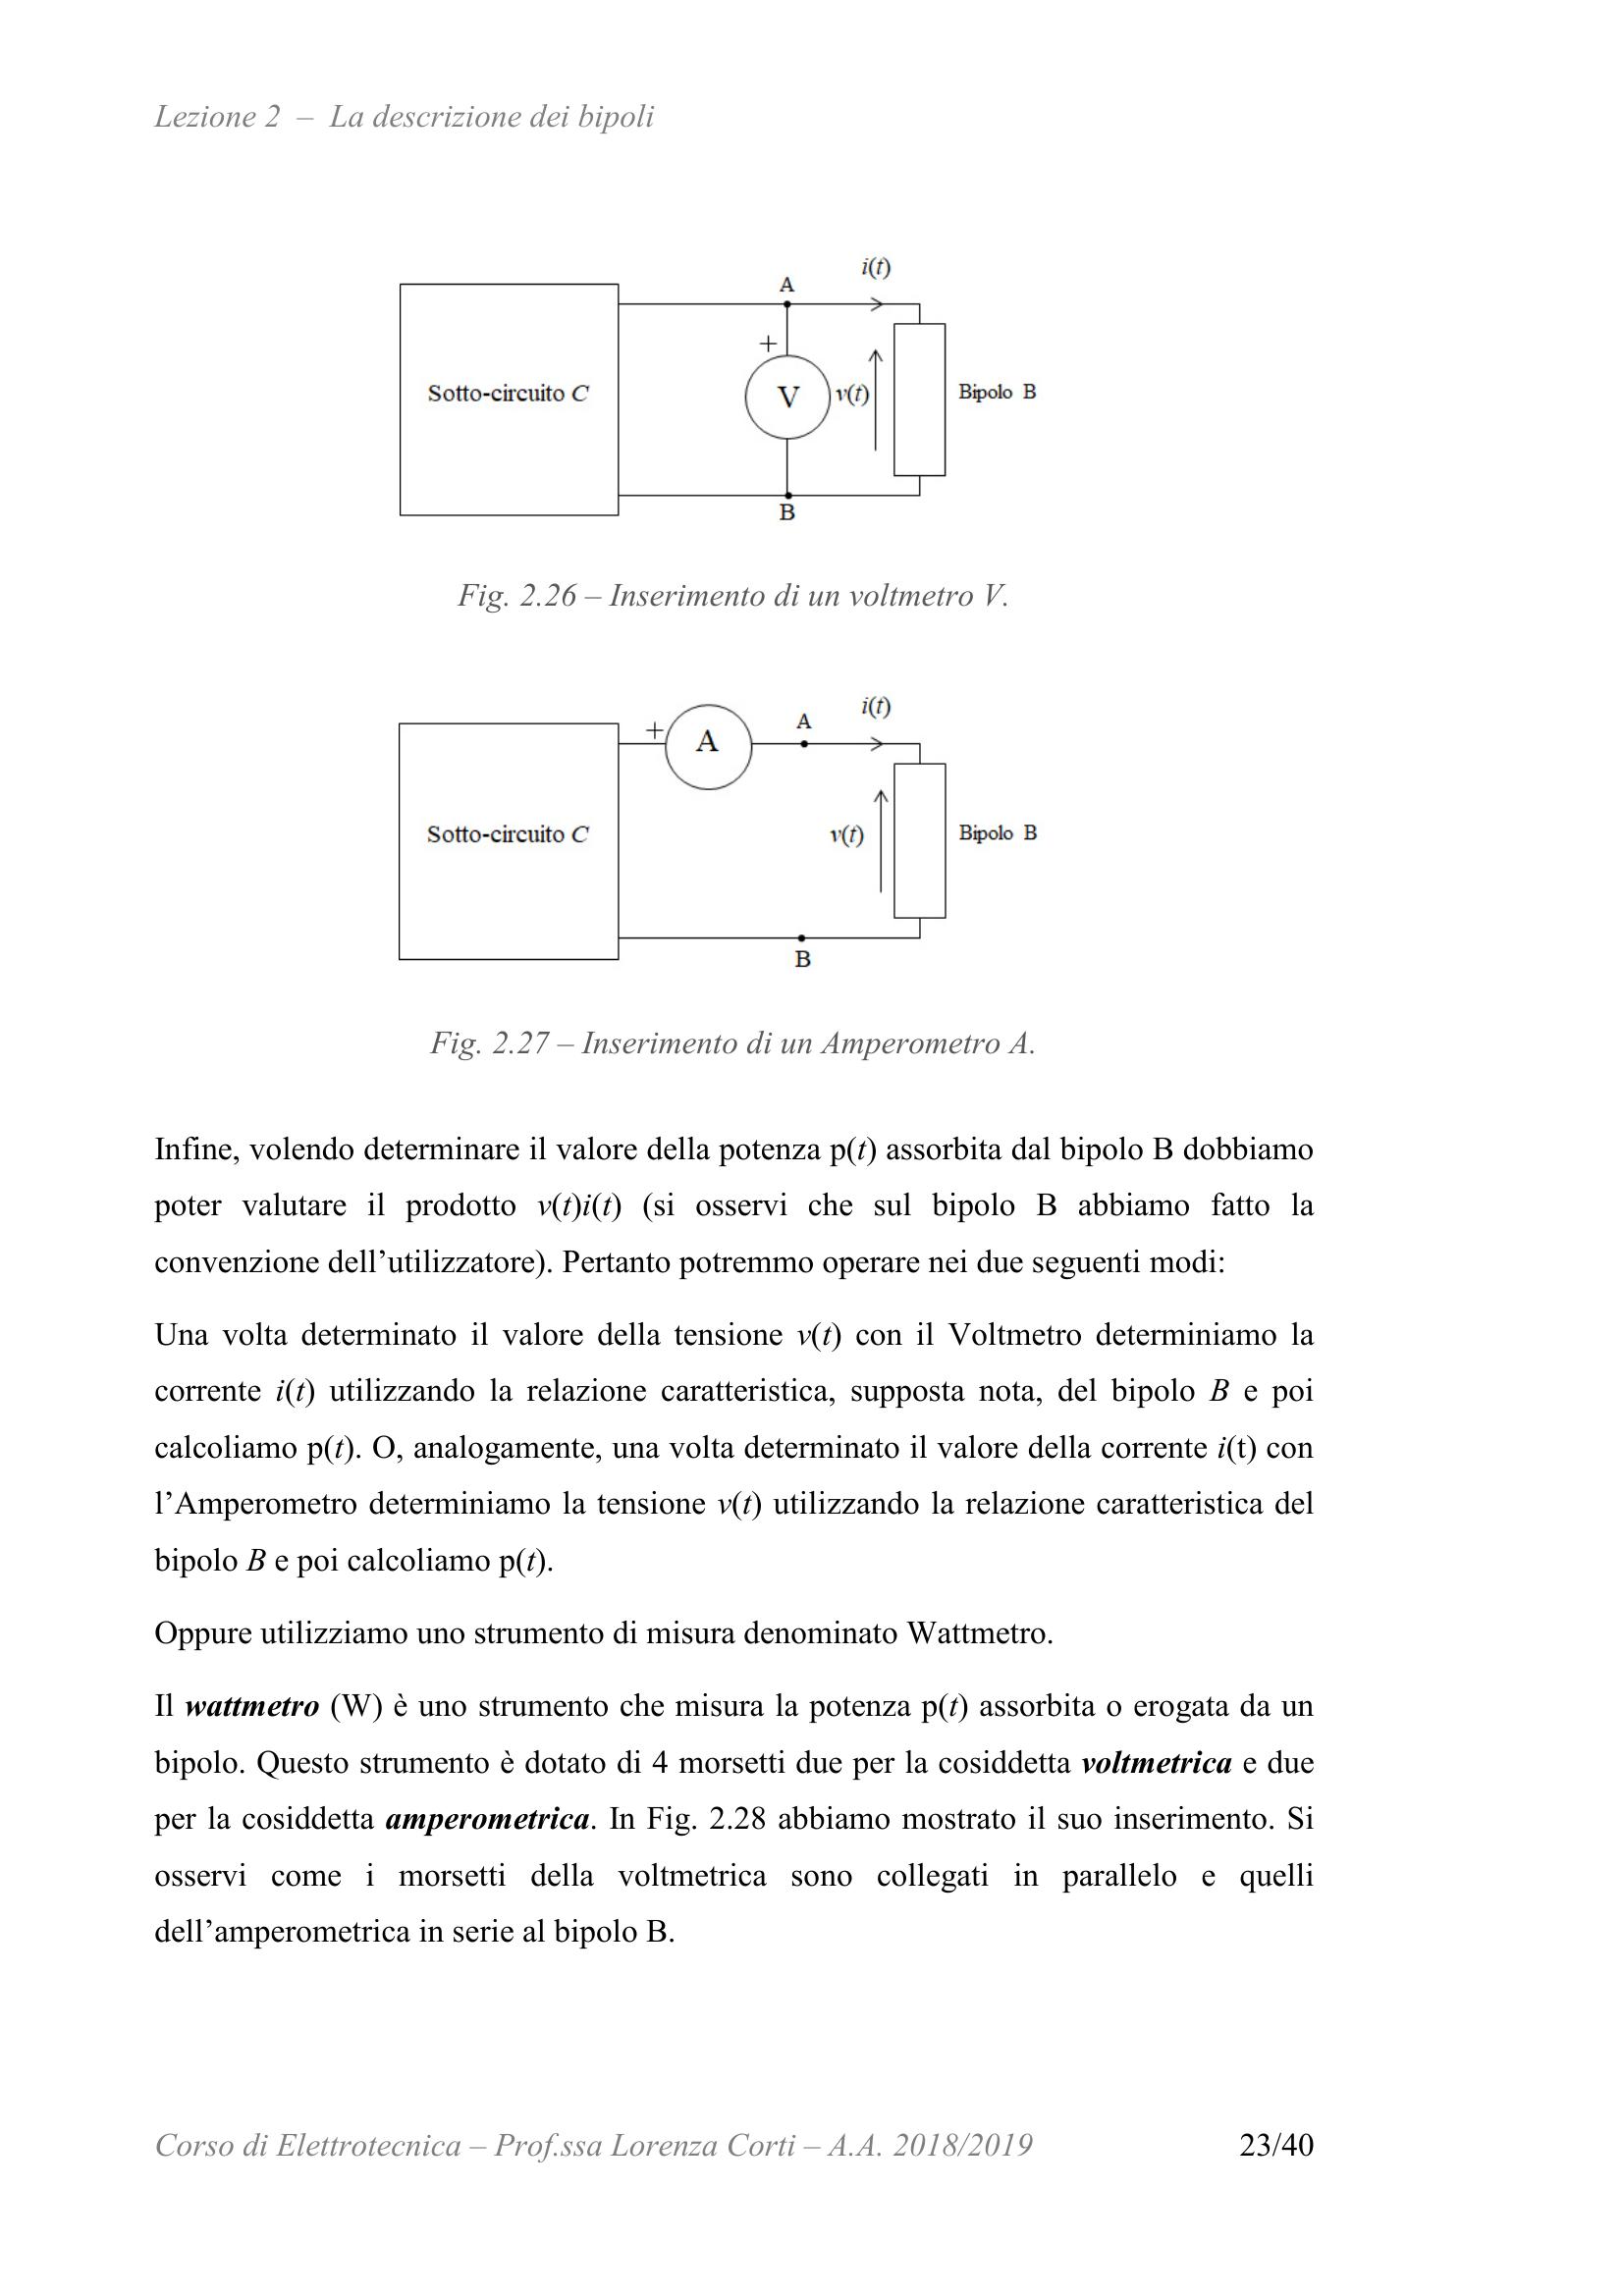 Lezione 2 – La descrizione dei bipoli
i(t)
A
+
Sotto-circuito C
V
v(t)
Bipolo B
B
Fig. 2.26 – Inserimento di un voltmetro V.
i(t)
A
+
A
Sotto-circuito C
v(t)
Bipolo B
B
Fig. 2.27 – Inserimento di un Amperometro A.
Infine, volendo determinare il valore della potenza p(t) assorbita dal bipolo B dobbiamo
poter valutare il prodotto v(t)i(t) (si osservi che sul bipolo B abbiamo fatto la
convenzione dell’utilizzatore). Pertanto potremmo operare nei due seguenti modi:
Una volta determinato il valore della tensione v(t) con il Voltmetro determiniamo la
corrente i(t) utilizzando la relazione caratteristica, supposta nota, del bipolo B e poi
calcoliamo p(t). O, analogamente, una volta determinato il valore della corrente i(t) con
l’Amperometro determiniamo la tensione v(t) utilizzando la relazione caratteristica del
bipolo B e poi calcoliamo p(t).
Oppure utilizziamo uno strumento di misura denominato Wattmetro.
Il wattmetro (W) è uno strumento che misura la potenza p(t) assorbita o erogata da un
bipolo. Questo strumento è dotato di 4 morsetti due per la cosiddetta voltmetrica e due
per la cosiddetta amperometrica. In Fig. 2.28 abbiamo mostrato il suo inserimento. Si
osservi come i morsetti della voltmetrica sono collegati in parallelo e quelli
dell’amperometrica in serie al bipolo B.
Corso di Elettrotecnica – Prof.ssa Lorenza Corti – A.A. 2018/2019 23/40